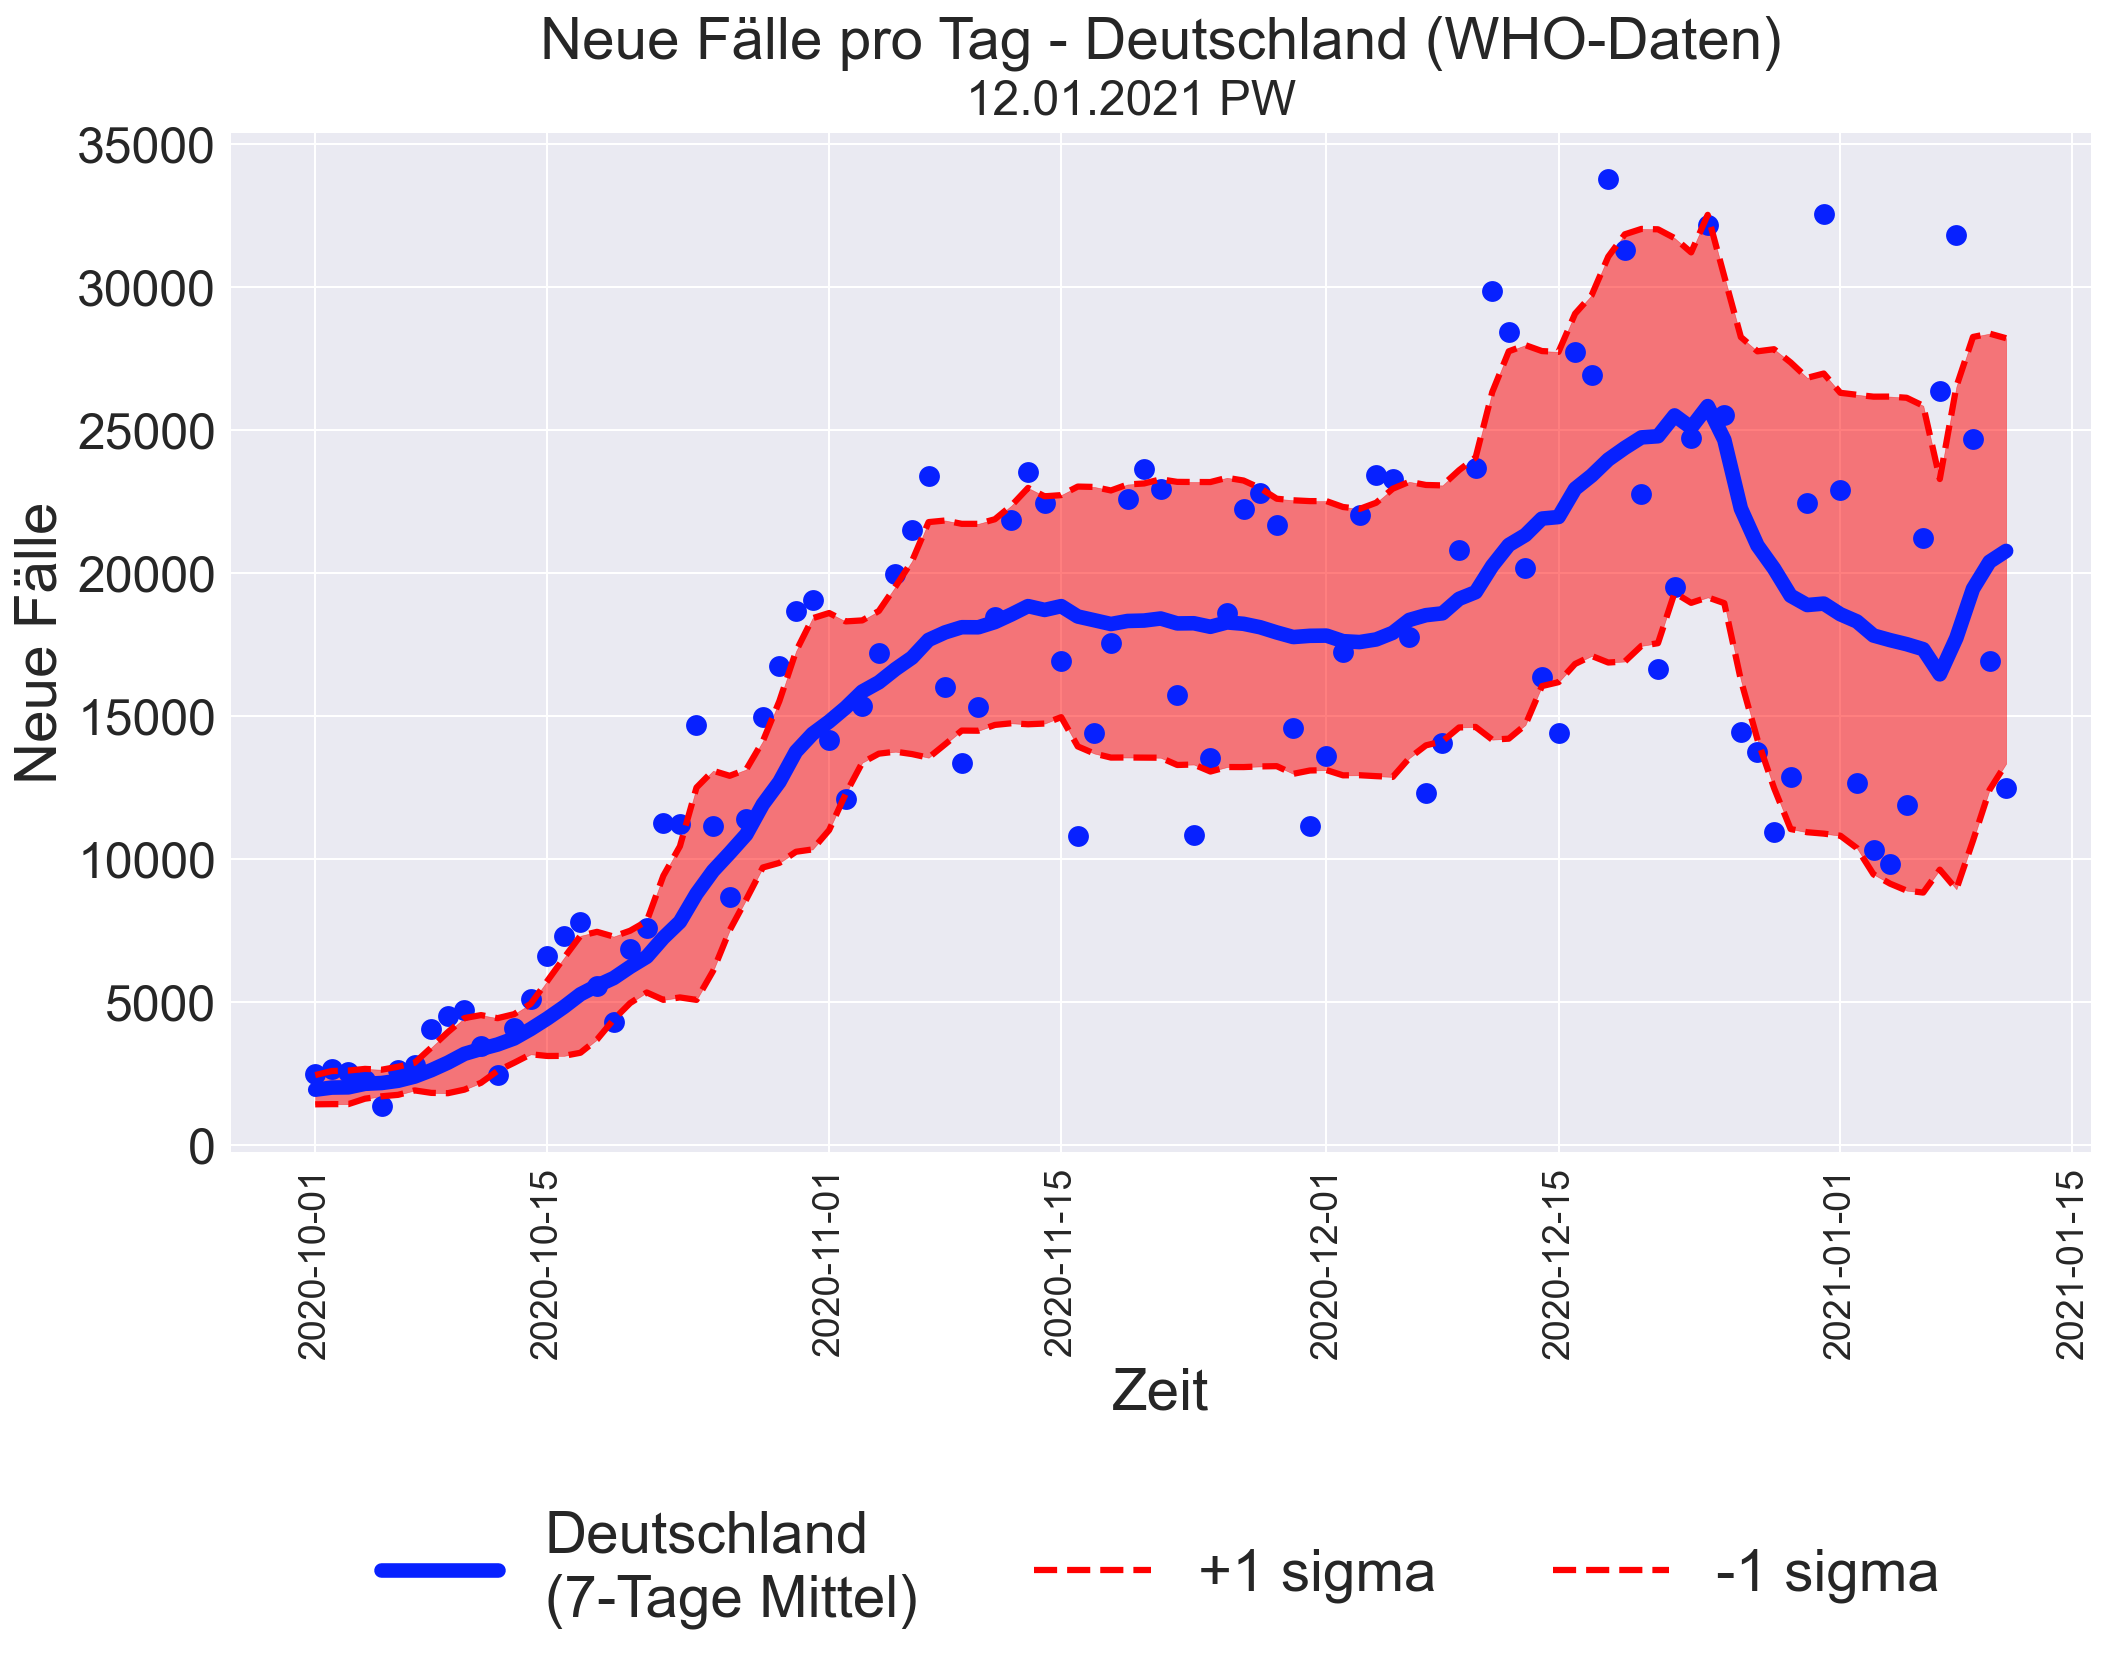 Neue Fälle pro Tag - Deutschland (WHO-Daten)
12.01.2021 PW
35000
30000
25000
20000
15000
10000
5000
0
Neue Fälle
2020-10-01
2020-10-15
2020-11-01
2020-11-15
2020-12-01
2020-12-15
2021-01-01
2021-01-15
Zeit
Deutschland
(7-Tage Mittel)
+1 sigma
-1 sigma